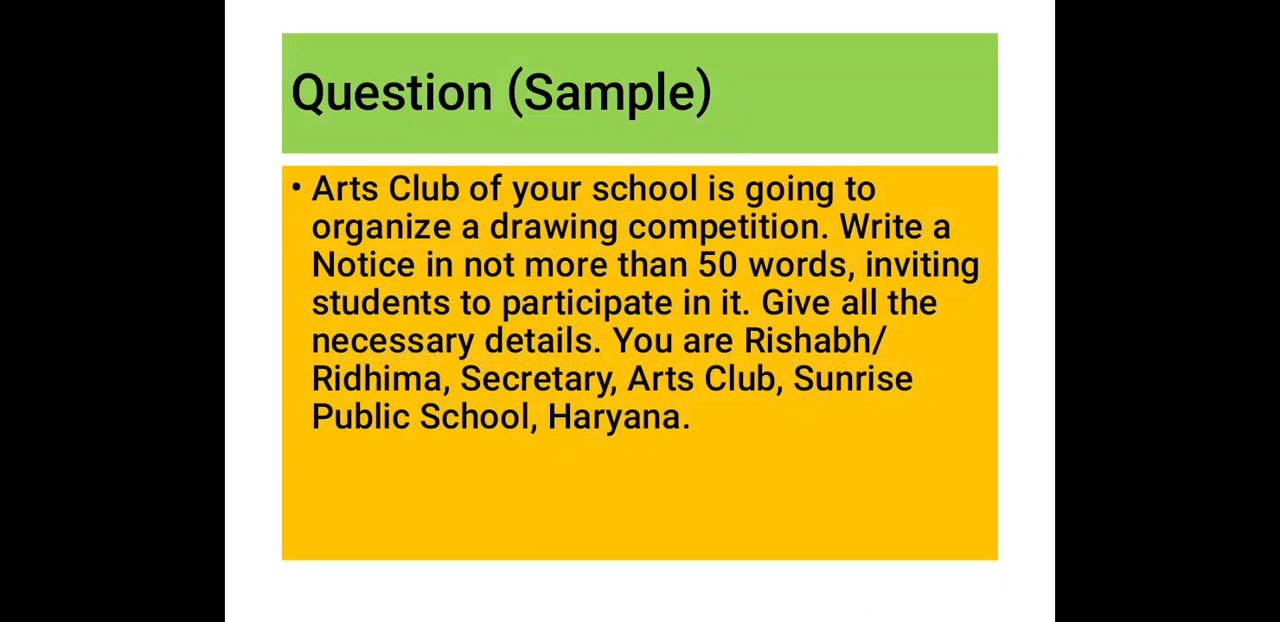 Question (Sample)
• Arts Club of your school is going to
organize a drawing competition. Write a
Notice in not more than 50 words, inviting
students to participate in it. Give all the
necessary details. You are Rishabh/
Ridhima, Secretary, Arts Club, Sunrise
Public School, Haryana.